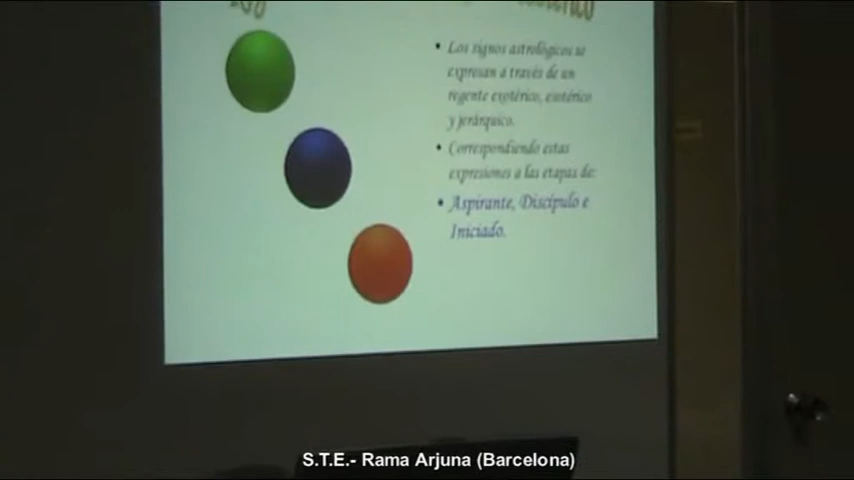 • Los signos astrológicos se
expresan a través de un
regente exotérico, esotérico
y jerárquico.
• Correspondiendo estas
expresiones a las etapas de:
• Aspirante, Discípulo e
Iniciado.
S.T.E.- Rama Arjuna (Barcelona)